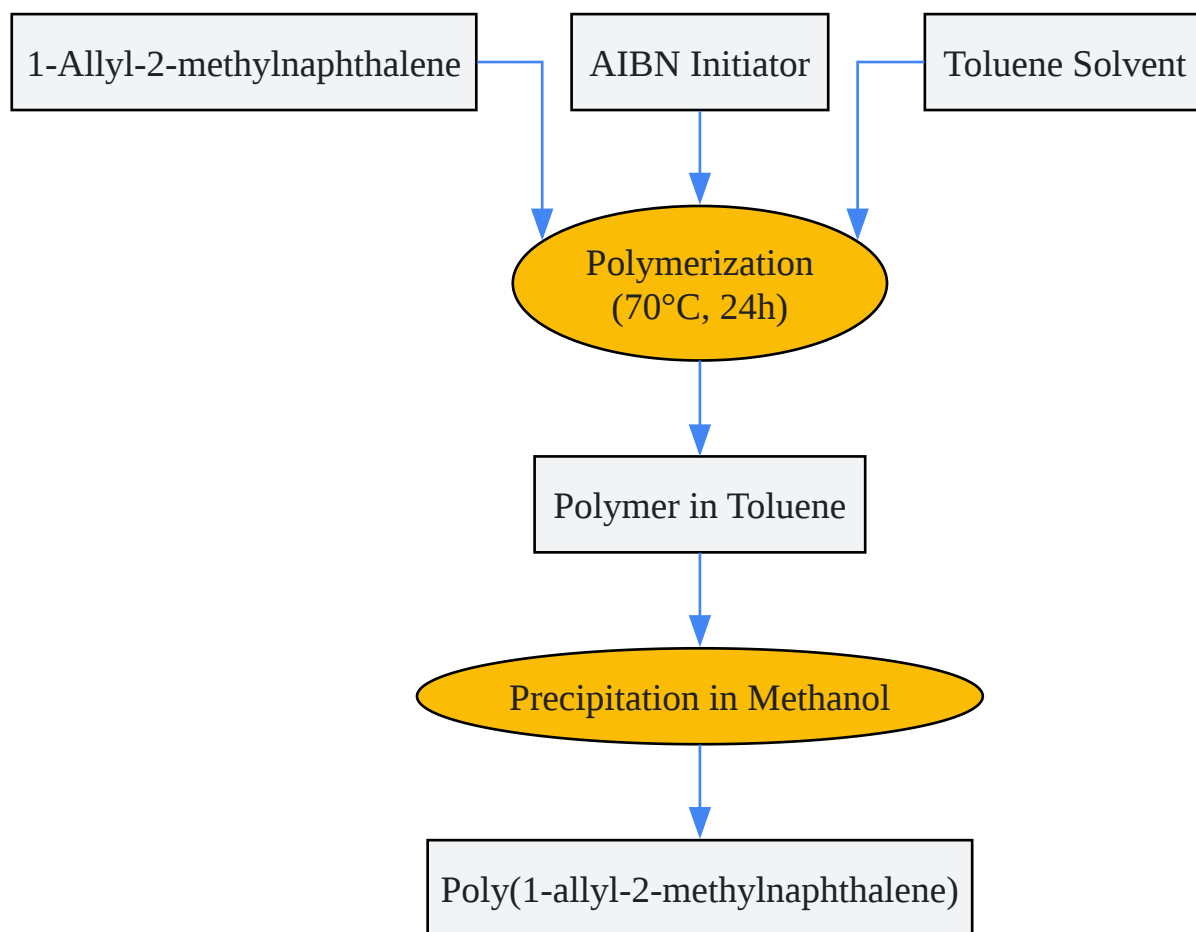 1-Allyl-2-methylnaphthalene
AIBN Initiator
Toluene Solvent
Polymerization
(70°C, 24h)
Polymer in Toluene
Precipitation in Methanol
Poly(1-allyl-2-methylnaphthalene)